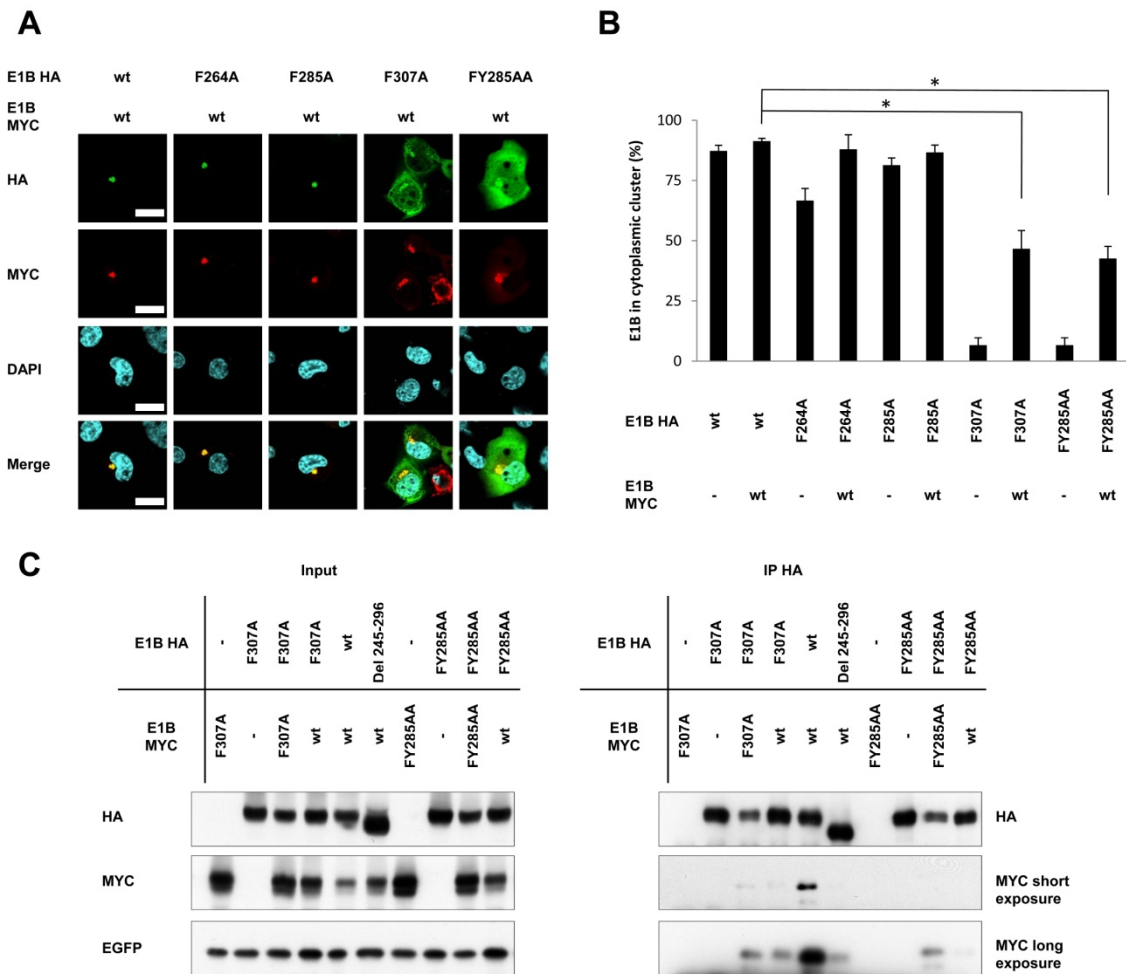 A
E1B HA wt F264A F285A F307A FY285AA
E1B MYC wt wt wt wt wt
HA
MYC
DAPI
Merge
B
* *
E1B in cytoplasmic cluster (%)
100
75
50
25
0
E1B HA wt wt F264A F264A F285A F285A F307A F307A FY285AA FY285AA
E1B MYC - wt - wt - wt - wt - wt
C
Input
E1B HA - F307A F307A F307A wt Del 245-296 - FY285AA FY285AA FY285AA
E1B MYC F307A - F307A wt wt wt FY285AA - FY285AA wt
HA
MYC
EGFP
IP HA
E1B HA - F307A F307A F307A wt Del 245-296 - FY285AA FY285AA FY285AA
E1B MYC F307A - F307A wt wt wt FY285AA - FY285AA wt
HA
MYC short exposure
MYC long exposure